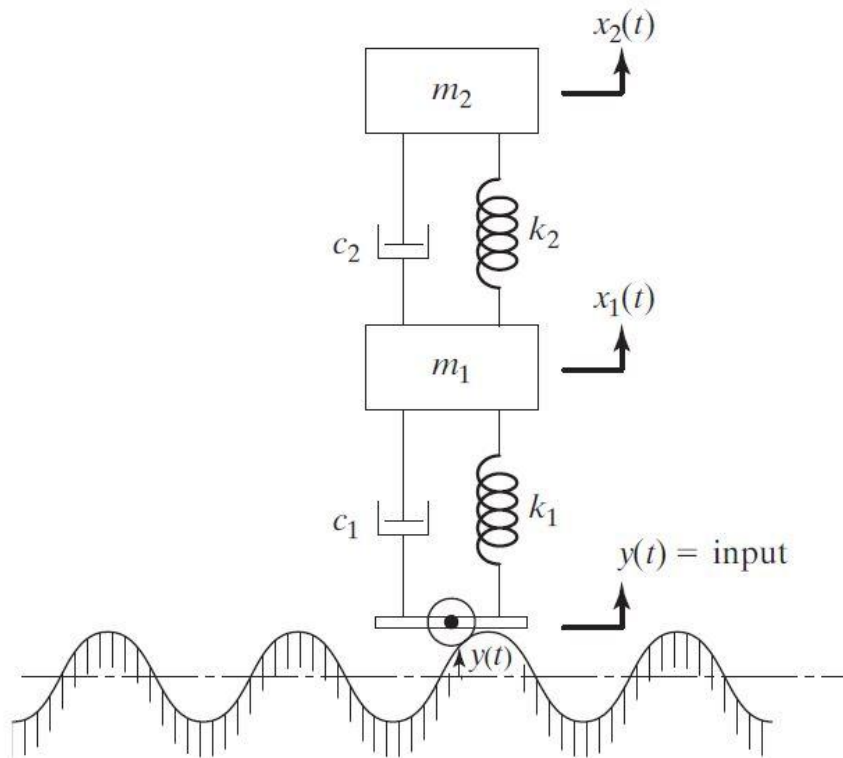 x₂(t)
m₂
c₂
k₂
x₁(t)
m₁
c₁
k₁
y(t) = input
y(t)